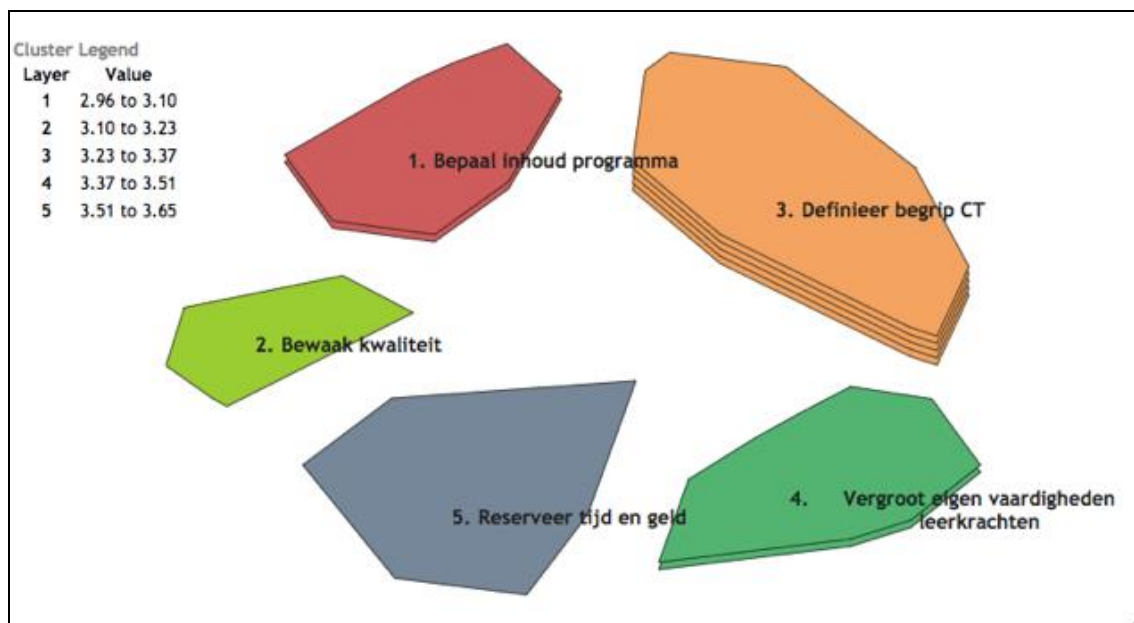 Cluster Legend
Layer Value
1 2.96 to 3.10
2 3.10 to 3.23
3 3.23 to 3.37
4 3.37 to 3.51
5 3.51 to 3.65
1. Bepaal inhoud programma
3. Definieer begrip CT
2. Bewaak kwaliteit
5. Reserveer tijd en geld
4. Vergroot eigen vaardigheden
leerkrachten